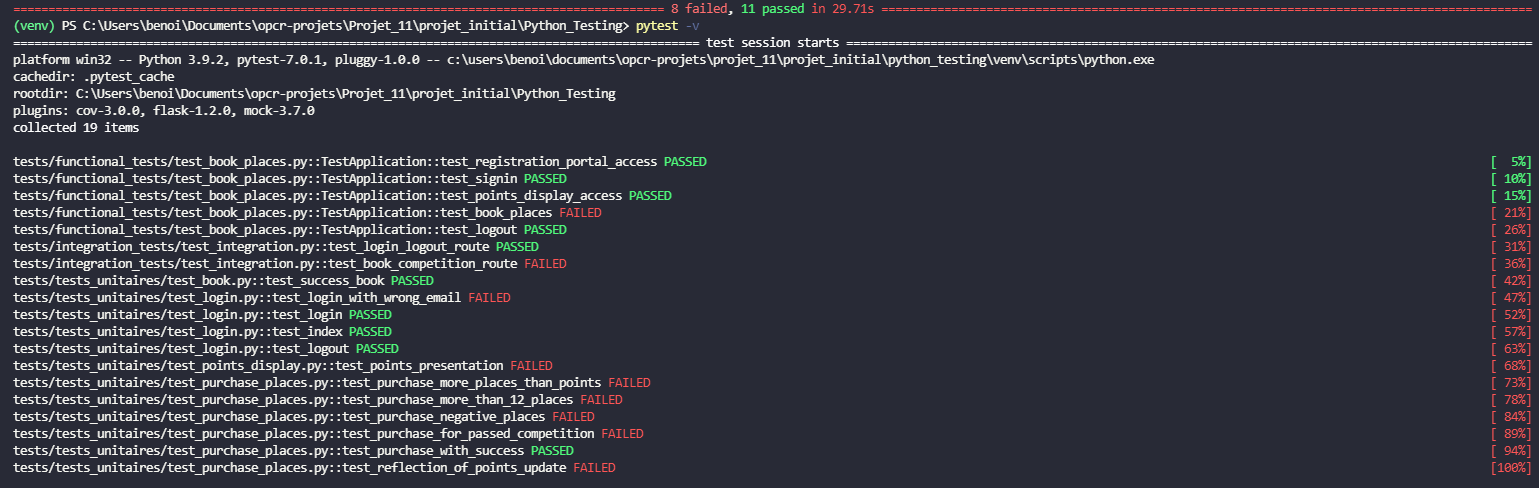 ======================== 8 failed, 11 passed in 29.71s ========================
(venv) PS C:\Users\benoi\Documents\opcr-projets\Projet_11\projet_initial\Python_Testing> pytest -v
======================== test session starts ========================
platform win32 -- Python 3.9.2, pytest-7.0.1, pluggy-1.0.0 -- c:\users\benoi\documents\opcr-projets\projet_11\projet_initial\python_testing\venv\scripts\python.exe
cachedir: .pytest_cache
rootdir: C:\Users\benoi\Documents\opcr-projets\Projet_11\projet_initial\Python_Testing
plugins: cov-3.0.0, flask-1.2.0, mock-3.7.0
collected 19 items
tests/functional_tests/test_book_places.py::TestApplication::test_registration_portal_access PASSED [  5%]
tests/functional_tests/test_book_places.py::TestApplication::test_signin PASSED [ 10%]
tests/functional_tests/test_book_places.py::TestApplication::test_points_display_access PASSED [ 15%]
tests/functional_tests/test_book_places.py::TestApplication::test_book_places FAILED [ 21%]
tests/functional_tests/test_book_places.py::TestApplication::test_logout PASSED [ 26%]
tests/integration_tests/test_integration.py::test_login_logout_route PASSED [ 31%]
tests/integration_tests/test_integration.py::test_book_competition_route FAILED [ 36%]
tests/tests_unitaires/test_book.py::test_success_book PASSED [ 42%]
tests/tests_unitaires/test_login.py::test_login_with_wrong_email FAILED [ 47%]
tests/tests_unitaires/test_login.py::test_login PASSED [ 52%]
tests/tests_unitaires/test_login.py::test_index PASSED [ 57%]
tests/tests_unitaires/test_login.py::test_logout PASSED [ 63%]
tests/tests_unitaires/test_points_display.py::test_points_presentation FAILED [ 68%]
tests/tests_unitaires/test_purchase_places.py::test_purchase_more_places_than_points FAILED [ 73%]
tests/tests_unitaires/test_purchase_places.py::test_purchase_more_than_12_places FAILED [ 78%]
tests/tests_unitaires/test_purchase_places.py::test_purchase_negative_places FAILED [ 84%]
tests/tests_unitaires/test_purchase_places.py::test_purchase_for_passed_competition FAILED [ 89%]
tests/tests_unitaires/test_purchase_places.py::test_purchase_with_success PASSED [ 94%]
tests/tests_unitaires/test_purchase_places.py::test_reflection_of_points_update FAILED [100%]